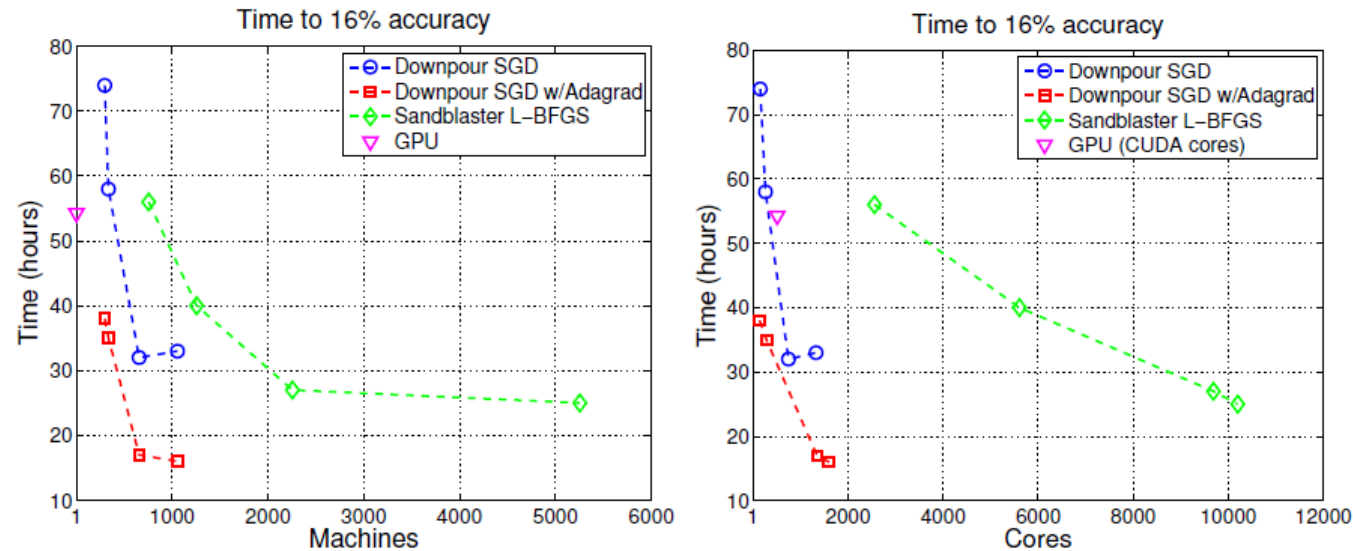 Time to 16% accuracy
80
70
60
50
40
30
20
10
Time (hours)
Downpour SGD
Downpour SGD w/Adagrad
Sandblaster L−BFGS
GPU
1
1000
2000
3000
4000
5000
6000
Machines
Time to 16% accuracy
80
70
60
50
40
30
20
10
Time (hours)
Downpour SGD
Downpour SGD w/Adagrad
Sandblaster L−BFGS
GPU (CUDA cores)
1
2000
4000
6000
8000
10000
12000
Cores